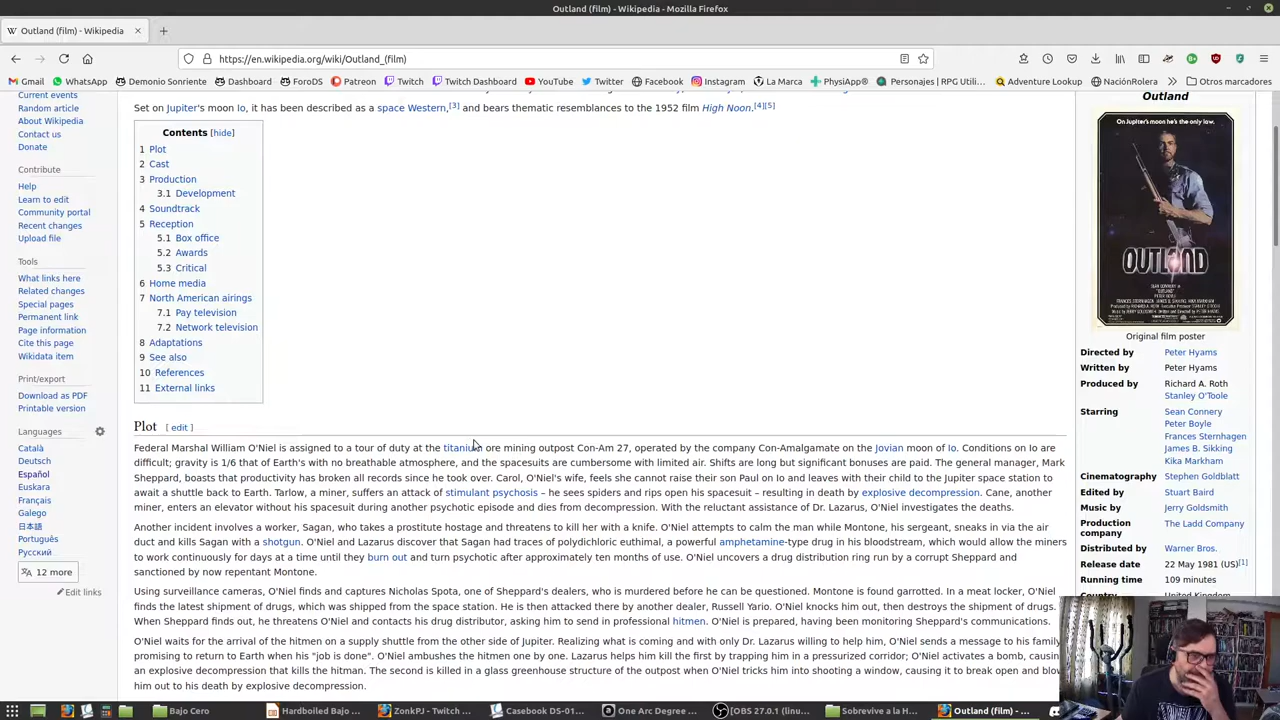 Outland (film) - Wikipedia - Mozilla Firefox
Outland (film) - Wikipedia
https://en.wikipedia.org/wiki/Outland_(film)
Gmail WhatsApp Demonio Sonriente Dashboard ForoDS Patreon Twitch Twitch Dashboard YouTube Twitter Facebook Instagram La Marca PhysiApp® Personajes | RPG Util... Adventure Lookup NaciónRolera Otros marcadores
Current events
Random article
About Wikipedia
Contact us
Donate
Contribute
Help
Learn to edit
Community portal
Recent changes
Upload file
Tools
What links here
Related changes
Special pages
Permanent link
Page information
Cite this page
Wikidata item
Print/export
Download as PDF
Printable version
Languages
Català
Deutsch
Español
Euskara
Français
Galego
日本語
Português
Русский
12 more
Edit links
Set on Jupiter's moon Io, it has been described as a space Western,[3] and bears thematic resemblances to the 1952 film High Noon.[4][5]
Contents [hide]
1 Plot
2 Cast
3 Production
3.1 Development
4 Soundtrack
5 Reception
5.1 Box office
5.2 Awards
5.3 Critical
6 Home media
7 North American airings
7.1 Pay television
7.2 Network television
8 Adaptations
9 See also
10 References
11 External links
Plot [ edit ]
Federal Marshal William O'Niel is assigned to a tour of duty at the titanium ore mining outpost Con-Am 27, operated by the company Con-Amalgamate on the Jovian moon of Io. Conditions on Io are
difficult; gravity is 1/6 that of Earth's with no breathable atmosphere, and the spacesuits are cumbersome with limited air. Shifts are long but significant bonuses are paid. The general manager, Mark
Sheppard, boasts that productivity has broken all records since he took over. Carol, O'Niel's wife, feels she cannot raise their son Paul on Io and leaves with their child to the Jupiter space station to
await a shuttle back to Earth. Tarlow, a miner, suffers an attack of stimulant psychosis – he sees spiders and rips open his spacesuit – resulting in death by explosive decompression. Cane, another
miner, enters an elevator without his spacesuit during another psychotic episode and dies from decompression. With the reluctant assistance of Dr. Lazarus, O'Niel investigates the deaths.
Another incident involves a worker, Sagan, who takes a prostitute hostage and threatens to kill her with a knife. O'Niel attempts to calm the man while Montone, his sergeant, sneaks in via the air
duct and kills Sagan with a shotgun. O'Niel and Lazarus discover that Sagan had traces of polydichloric euthimal, a powerful amphetamine-type drug in his bloodstream, which would allow the miners
to work continuously for days at a time until they burn out and turn psychotic after approximately ten months of use. O'Niel uncovers a drug distribution ring run by a corrupt Sheppard and
sanctioned by now repentant Montone.
Using surveillance cameras, O'Niel finds and captures Nicholas Spota, one of Sheppard's dealers, who is murdered before he can be questioned. Montone is found garrotted. In a meat locker, O'Niel
finds the latest shipment of drugs, which was shipped from the space station. He is then attacked there by another dealer, Russell Yario. O'Niel knocks him out, then destroys the shipment of drugs.
When Sheppard finds out, he threatens O'Niel and contacts his drug distributor, asking him to send in professional hitmen. O'Niel is prepared, having been monitoring Sheppard's communications.
O'Niel waits for the arrival of the hitmen on a supply shuttle from the other side of Jupiter. Realizing what is coming and with only Dr. Lazarus willing to help him, O'Niel sends a message to his family
promising to return to Earth when his "job is done". O'Niel ambushes the hitmen one by one. Lazarus helps him kill the first by trapping him in a pressurized corridor; O'Niel activates a bomb,
an explosive decompression that kills the hitman. The second is killed in a glass greenhouse structure of the outpost when O'Niel tricks him into shooting a window, causing it to break open and
him out to his death by explosive decompression.
Outland
On Jupiter's moon he's the only law.
OUTLAND
Original film poster
Directed by Peter Hyams
Written by Peter Hyams
Produced by Richard A. Roth
Stanley O'Toole
Starring Sean Connery
Peter Boyle
Frances Sternhagen
James B. Sikking
Kika Markham
Cinematography Stephen Goldblatt
Edited by Stuart Baird
Music by Jerry Goldsmith
Production company The Ladd Company
Distributed by Warner Bros.
Release date 22 May 1981 (US)[1]
Running time 109 minutes
Bajo Cero Hardboiled Bajo ... ZonkPJ - Twitch ... Casebook DS-01... One Arc Degree ... [OBS 27.0.1 (linu... Sobrevive a la H... Outland (film) - ...